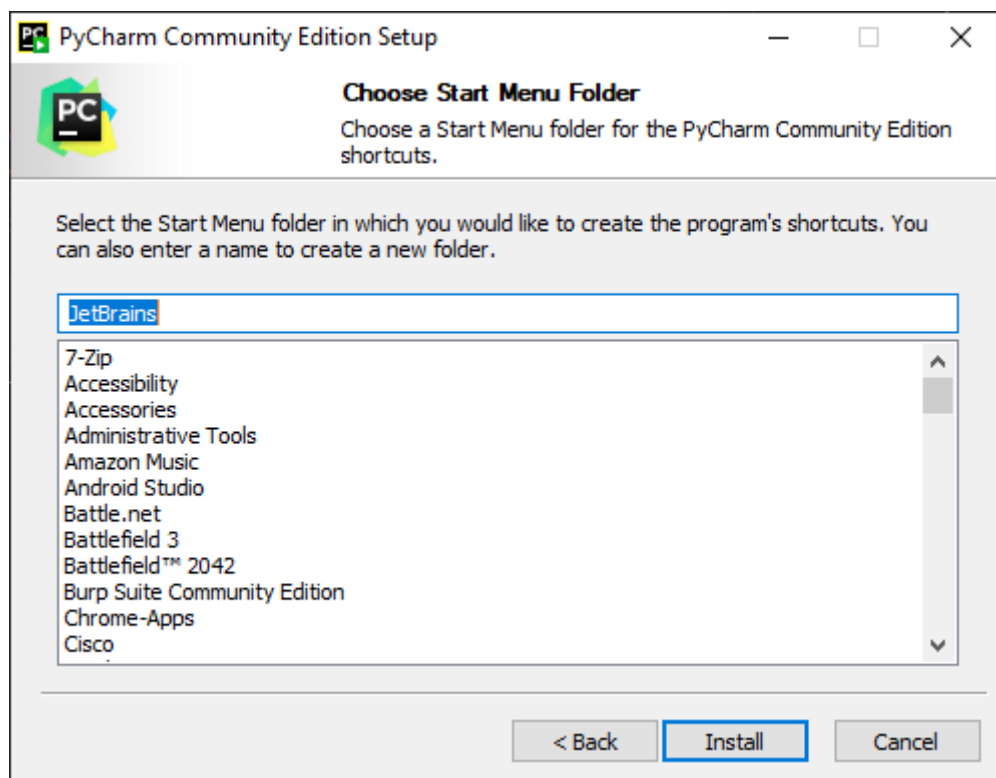 PC PyCharm Community Edition Setup
PC
Choose Start Menu Folder
Choose a Start Menu folder for the PyCharm Community Edition
shortcuts.
Select the Start Menu folder in which you would like to create the program's shortcuts. You
can also enter a name to create a new folder.
JetBrains
7-Zip
Accessibility
Accessories
Administrative Tools
Amazon Music
Android Studio
Battle.net
Battlefield 3
Battlefield™ 2042
Burp Suite Community Edition
Chrome-Apps
Cisco
< Back
Install
Cancel